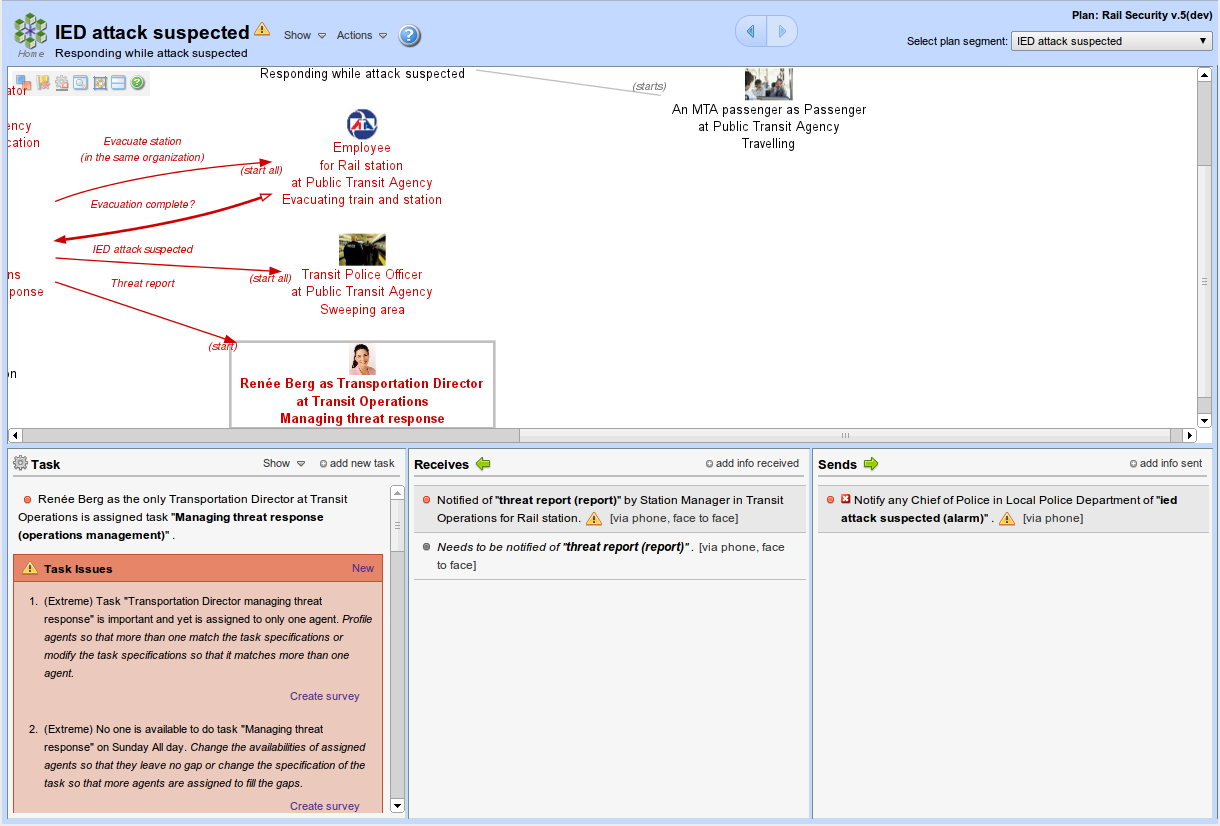 Plan: Rail Security v.5(dev)
IED attack suspected
Show
Actions
Home
Responding while attack suspected
Select plan segment:
IED attack suspected
Responding while attack suspected
(starts)
An MTA passenger as Passenger
at Public Transit Agency
Travelling
ator
ency
cation
Evacuate station
(in the same organization)
(start all)
Employee
for Rail station
at Public Transit Agency
Evacuating train and station
Evacuation complete?
IED attack suspected
(start all)
Transit Police Officer
at Public Transit Agency
Sweeping area
ns
ponse
Threat report
(start)
on
Renée Berg as Transportation Director
at Transit Operations
Managing threat response
Task
Show
add new task
Renée Berg as the only Transportation Director at Transit
Operations is assigned task "Managing threat response
(operations management)" .
Task Issues
New
1. (Extreme) Task "Transportation Director managing threat
response" is important and yet is assigned to only one agent. Profile
agents so that more than one match the task specifications or
modify the task specifications so that it matches more than one
agent.
Create survey
2. (Extreme) No one is available to do task "Managing threat
response" on Sunday All day. Change the availabilities of assigned
agents so that they leave no gap or change the specification of the
task so that more agents are assigned to fill the gaps.
Create survey
Receives
add info received
Notified of "threat report (report)" by Station Manager in Transit
Operations for Rail station. [via phone, face to face]
Needs to be notified of "threat report (report)" . [via phone, face
to face]
Sends
add info sent
Notify any Chief of Police in Local Police Department of "ied
attack suspected (alarm)" . [via phone]